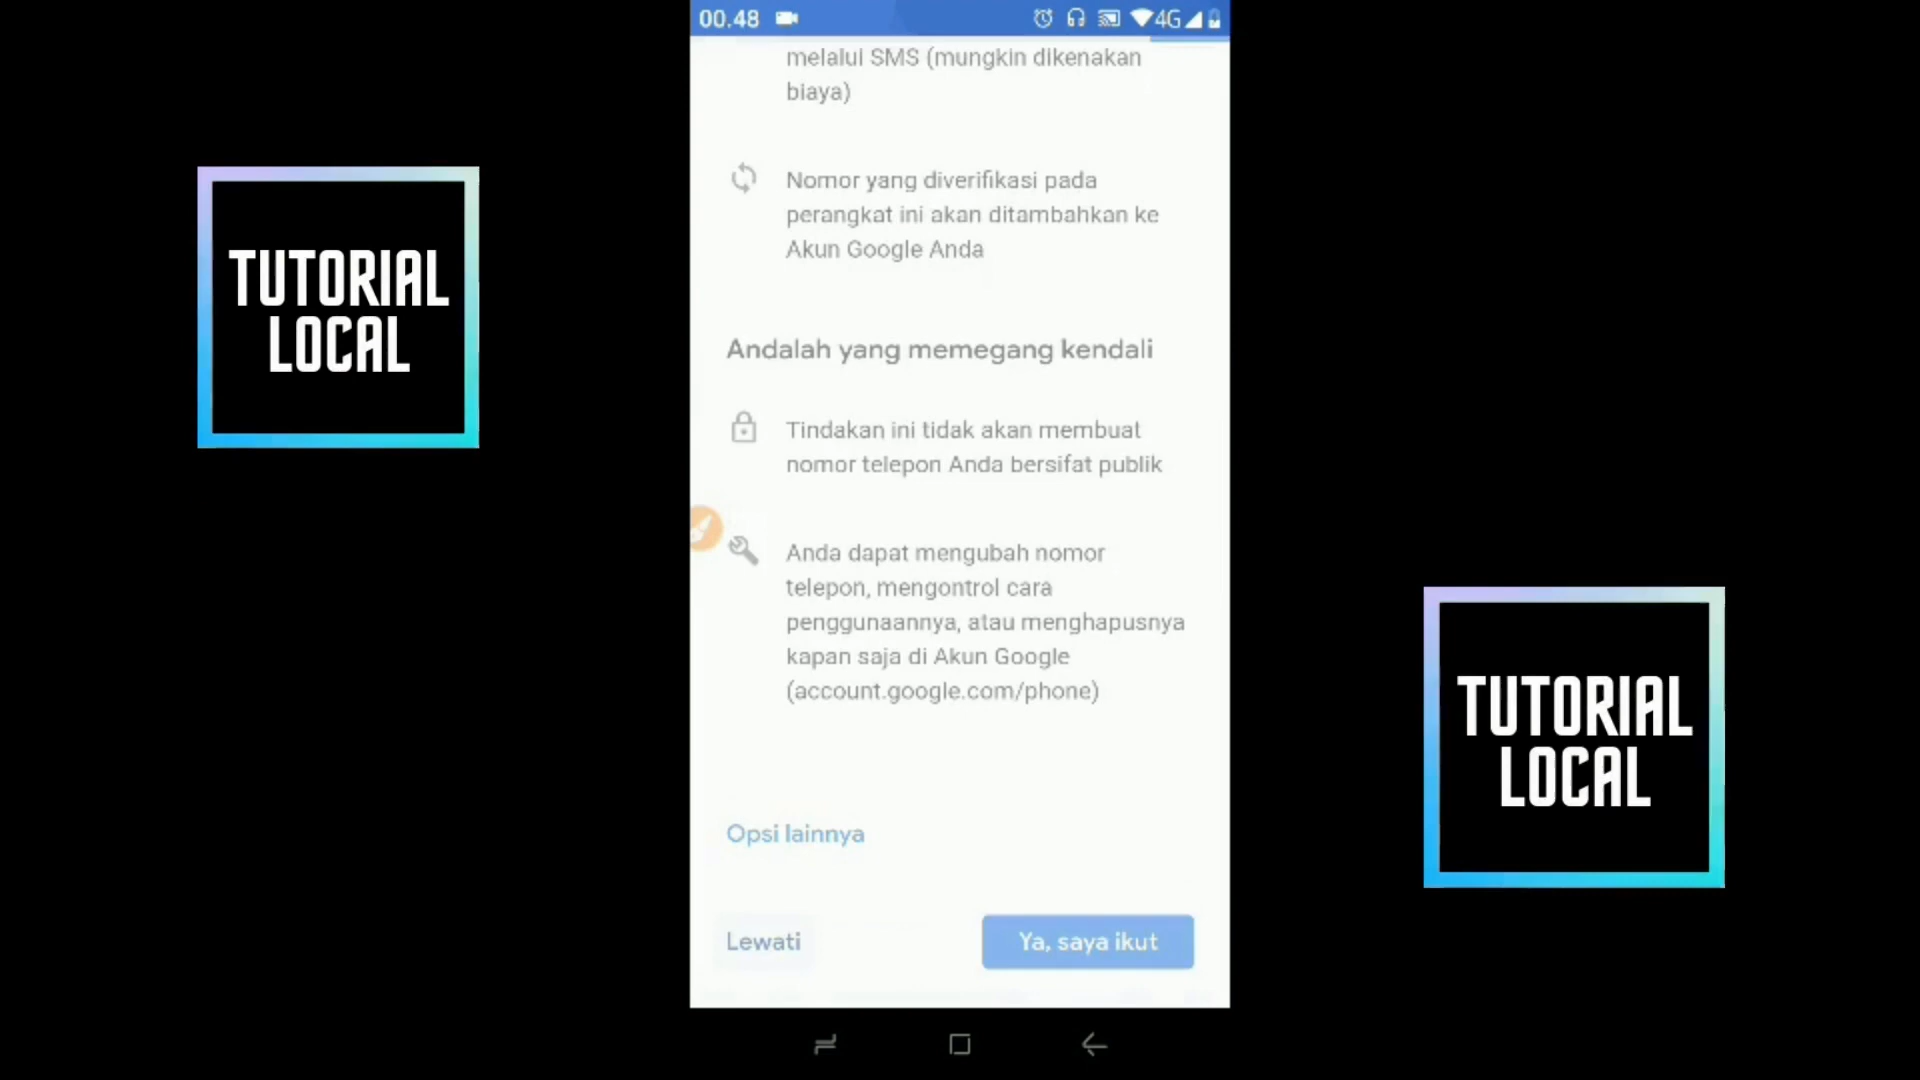 00.48
4G
melalui SMS (mungkin dikenakan
biaya)
Nomor yang diverifikasi pada
perangkat ini akan ditambahkan ke
Akun Google Anda
Andalah yang memegang kendali
Tindakan ini tidak akan membuat
nomor telepon Anda bersifat publik
Anda dapat mengubah nomor
telepon, mengontrol cara
penggunaannya, atau menghapusnya
kapan saja di Akun Google
(account.google.com/phone)
Opsi lainnya
Lewati
Ya, saya ikut
TUTORIAL
LOCAL
TUTORIAL
LOCAL